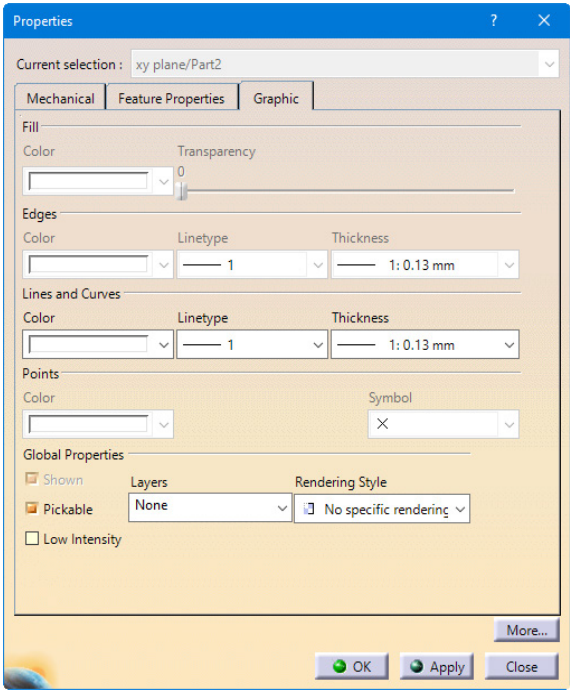 Properties ? ✕
Current selection : xy plane/Part2
Mechanical Feature Properties Graphic
Fill
Color Transparency
0
Edges
Color Linetype Thickness
1 1: 0.13 mm
Lines and Curves
Color Linetype Thickness
1 1: 0.13 mm
Points
Color Symbol
Global Properties
Shown Layers Rendering Style
Pickable None No specific rendering
Low Intensity
More...
OK Apply Close